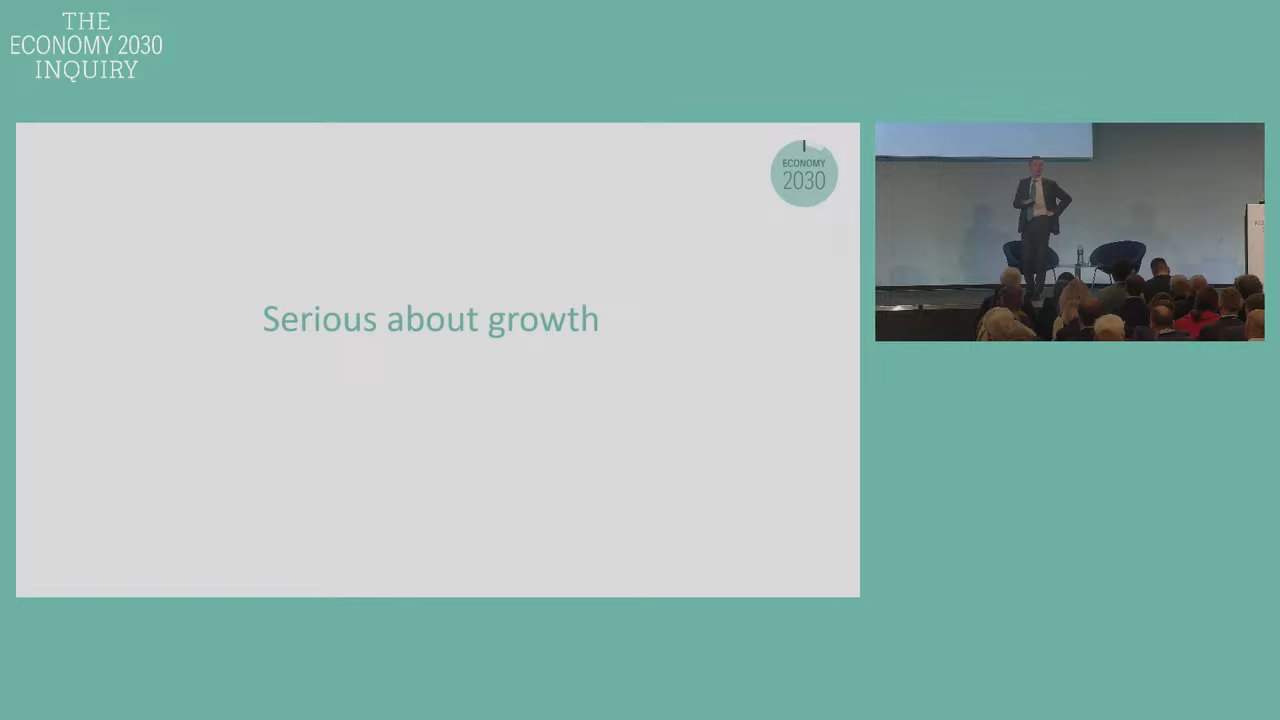 THE
ECONOMY 2030
INQUIRY
ECONOMY
2030
Serious about growth